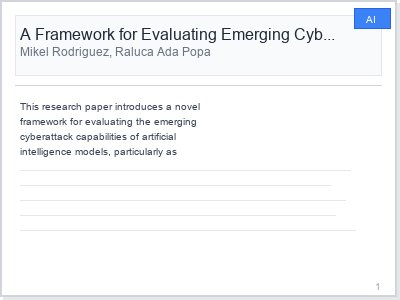 AI
A Framework for Evaluating Emerging Cyb...
Mikel Rodriguez, Raluca Ada Popa
This research paper introduces a novel
framework for evaluating the emerging
cyberattack capabilities of artificial
intelligence models, particularly as
1